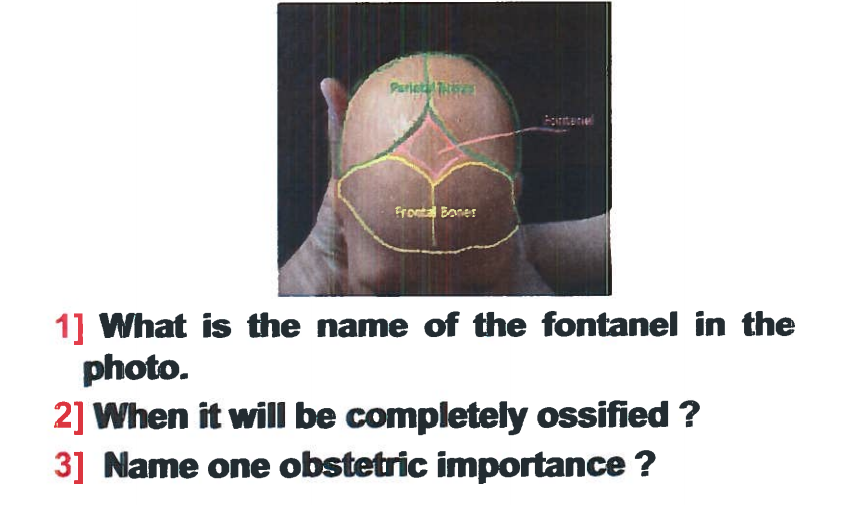 Parietal Bones
Fontanel
Frontal Bones
1] What is the name of the fontanel in the
photo.
2] When it will be completely ossified ?
3] Name one obstetric importance ?